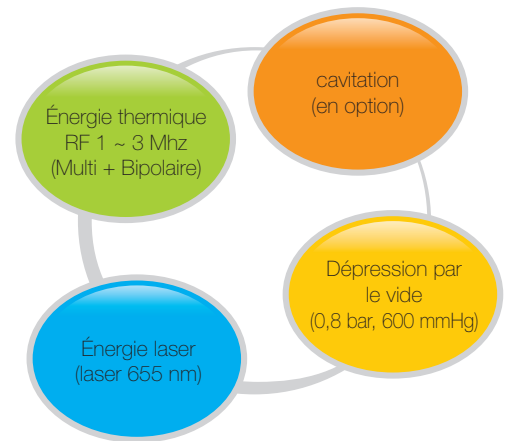 cavitation
(en option)
Énergie thermique
RF 1 ~ 3 Mhz
(Multi + Bipolaire)
Dépression par
le vide
(0,8 bar, 600 mmHg)
Énergie laser
(laser 655 nm)